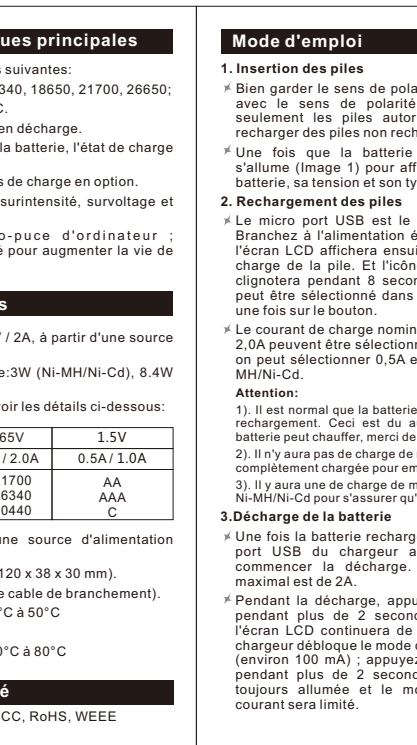 ues principales
s suivantes:
340, 18650, 21700, 26650;
C.
en décharge.
la batterie, l'état de charge
s de charge en option.
surintensité, survoltage et
o-puce d'ordinateur ;
é pour augmenter la vie de
s
/ 2A, à partir d'une source
e:3W (Ni-MH/Ni-Cd), 8.4W
oir les détails ci-dessous:
65V 1.5V
/ 2.0A 0.5A / 1.0A
1700 AA
6340 AAA
0440 C
une source d'alimentation
120 x 38 x 30 mm).
e cable de branchement).
°C à 50°C
0°C à 80°C
é
CC, RoHS, WEEE
Mode d'emploi
1. Insertion des piles
Bien garder le sens de pola
avec le sens de polarité
seulement les piles autor
recharger des piles non rech
Une fois que la batterie
s'allume (Image 1) pour aff
batterie, sa tension et son ty
2. Rechargement des piles
Le micro port USB est le
Branchez à l'alimentation é
l'écran LCD affichera ensui
charge de la pile. Et l'icôn
clignotera pendant 8 secon
peut être sélectionné dans
une fois sur le bouton.
Le courant de charge nomin
2,0A peuvent être sélectionn
on peut sélectionner 0,5A e
MH/Ni-Cd.
Attention:
1). Il est normal que la batterie
rechargement. Ceci est du a
batterie peut chauffer, merci de
2). Il n'y aura pas de charge de
complètement chargée pour em
3). Il y aura une de charge de m
Ni-MH/Ni-Cd pour s'assurer qu'
3.Décharge de la batterie
Une fois la batterie recharg
port USB du chargeur a
commencer la décharge.
maximal est de 2A.
Pendant la décharge, appu
pendant plus de 2 second
l'écran LCD continuera de
chargeur débloque le mode d
(environ 100 mA) ; appuyez
pendant plus de 2 second
toujours allumée et le mo
courant sera limité.